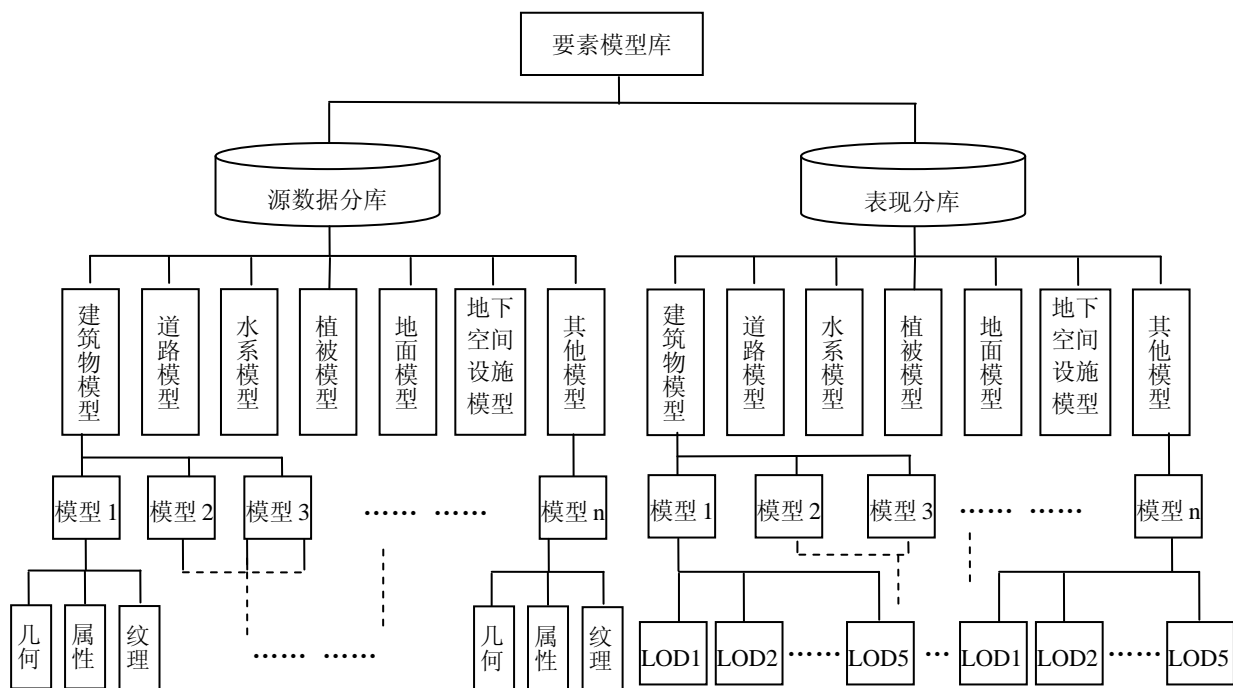 要素模型库
源数据分库
表现分库
建筑物模型
道路模型
水系模型
植被模型
地面模型
地下空间设施模型
其他模型
建筑物模型
道路模型
水系模型
植被模型
地面模型
地下空间设施模型
其他模型
模型 1
模型 2
模型 3
…… ……
模型 n
模型 1
模型 2
模型 3
…… ……
模型 n
几何
属性
纹理
…… ……
几何
属性
纹理
LOD1
LOD2
……
LOD5
…
LOD1
LOD2
……
LOD5